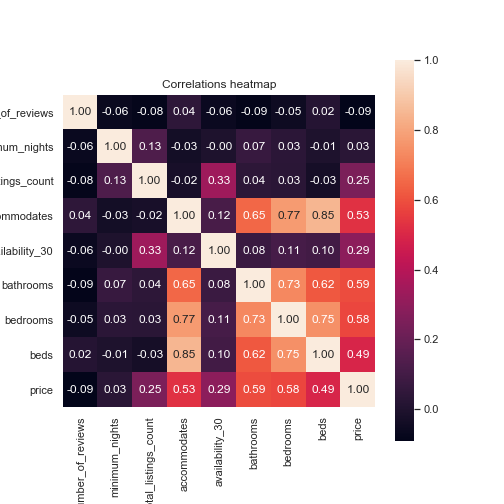 Correlations heatmap
_of_reviews 1.00 -0.06 -0.08 0.04 -0.06 -0.09 -0.05 0.02 -0.09
num_nights -0.06 1.00 0.13 -0.03 -0.00 0.07 0.03 -0.01 0.03
tings_count -0.08 0.13 1.00 -0.02 0.33 0.04 0.03 -0.03 0.25
ommodates 0.04 -0.03 -0.02 1.00 0.12 0.65 0.77 0.85 0.53
ailability_30 -0.06 -0.00 0.33 0.12 1.00 0.08 0.11 0.10 0.29
bathrooms -0.09 0.07 0.04 0.65 0.08 1.00 0.73 0.62 0.59
bedrooms -0.05 0.03 0.03 0.77 0.11 0.73 1.00 0.75 0.58
beds 0.02 -0.01 -0.03 0.85 0.10 0.62 0.75 1.00 0.49
price -0.09 0.03 0.25 0.53 0.29 0.59 0.58 0.49 1.00
mber_of_reviews
minimum_nights
tal_listings_count
accommodates
availability_30
bathrooms
bedrooms
beds
price
1.0
0.8
0.6
0.4
0.2
0.0